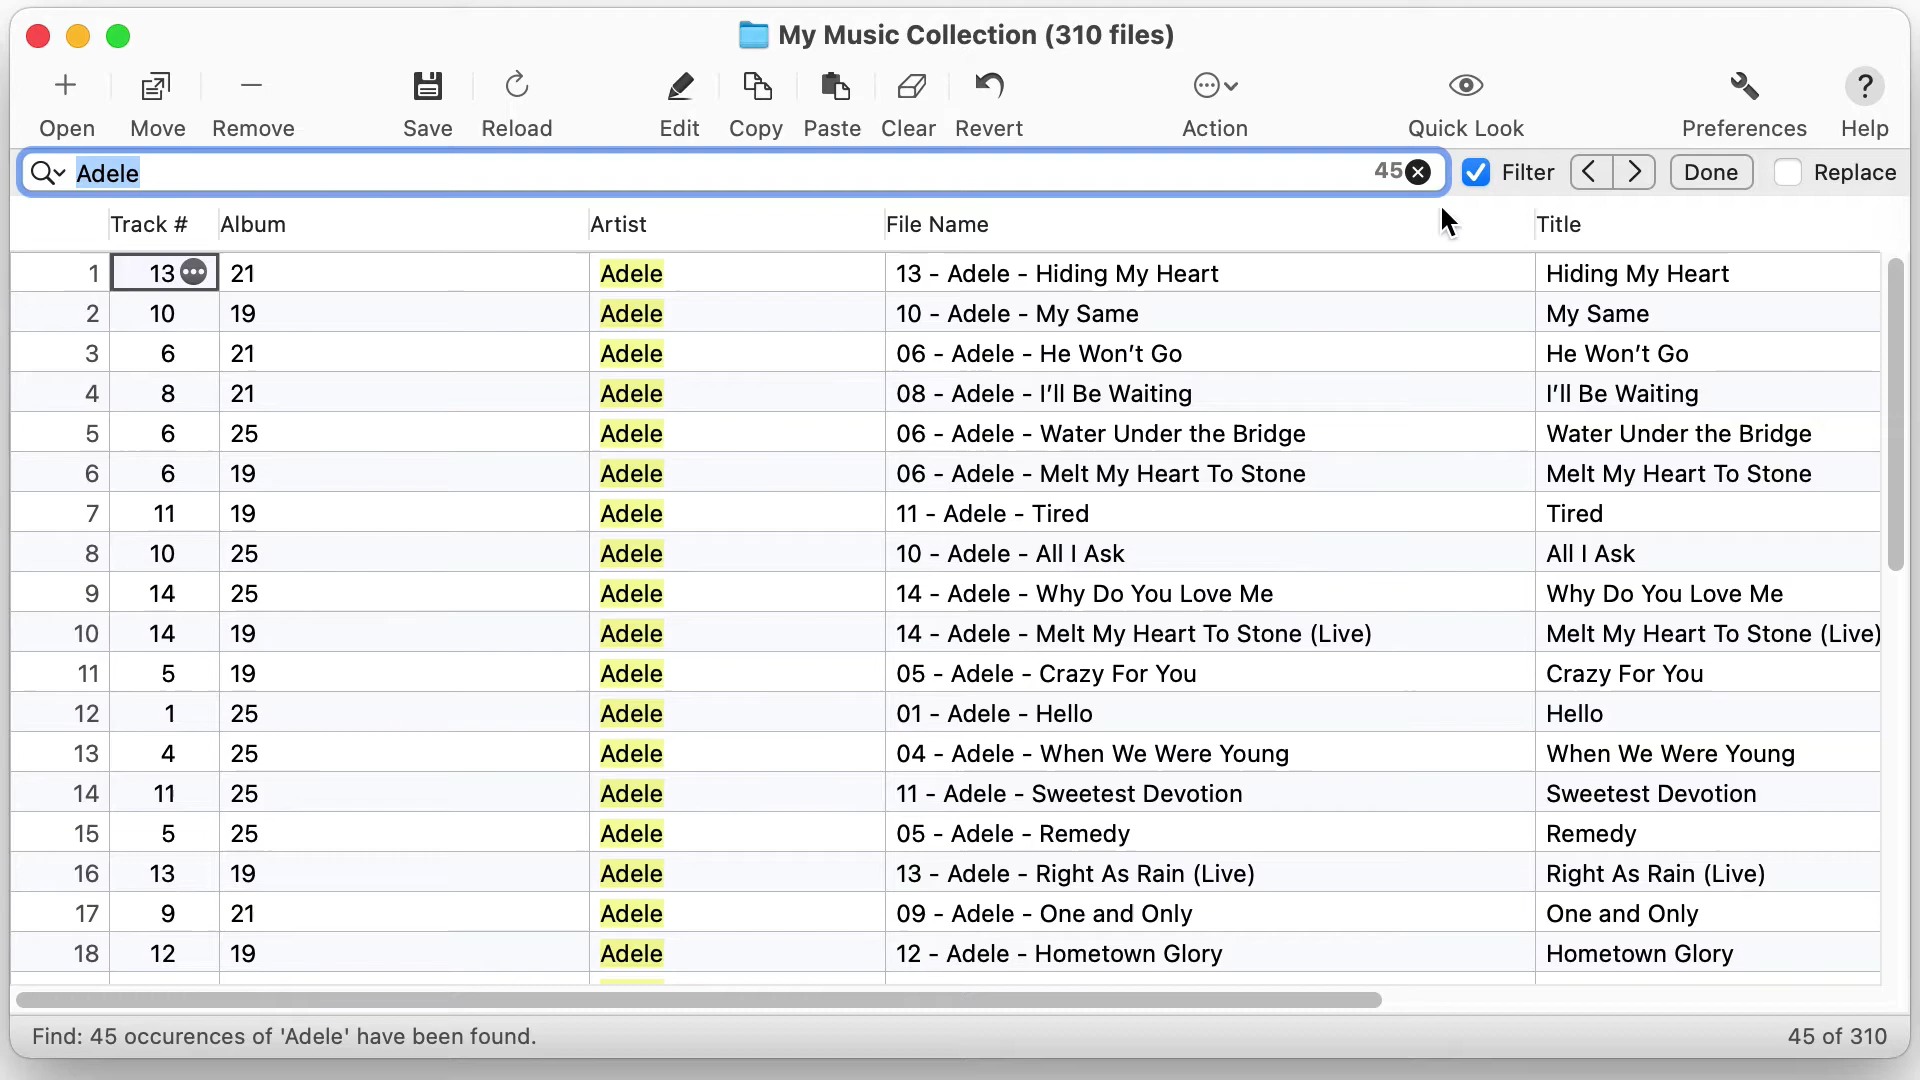 My Music Collection (310 files)
Open Move Remove Save Reload Edit Copy Paste Clear Revert Action Quick Look Preferences ? Help
Adele 45 Filter Done Replace
Track # Album Artist File Name Title
1 13 21 Adele 13 - Adele - Hiding My Heart Hiding My Heart
2 10 19 Adele 10 - Adele - My Same My Same
3 6 21 Adele 06 - Adele - He Won’t Go He Won’t Go
4 8 21 Adele 08 - Adele - I’ll Be Waiting I’ll Be Waiting
5 6 25 Adele 06 - Adele - Water Under the Bridge Water Under the Bridge
6 6 19 Adele 06 - Adele - Melt My Heart To Stone Melt My Heart To Stone
7 11 19 Adele 11 - Adele - Tired Tired
8 10 25 Adele 10 - Adele - All I Ask All I Ask
9 14 25 Adele 14 - Adele - Why Do You Love Me Why Do You Love Me
10 14 19 Adele 14 - Adele - Melt My Heart To Stone (Live) Melt My Heart To Stone (Live)
11 5 19 Adele 05 - Adele - Crazy For You Crazy For You
12 1 25 Adele 01 - Adele - Hello Hello
13 4 25 Adele 04 - Adele - When We Were Young When We Were Young
14 11 25 Adele 11 - Adele - Sweetest Devotion Sweetest Devotion
15 5 25 Adele 05 - Adele - Remedy Remedy
16 13 19 Adele 13 - Adele - Right As Rain (Live) Right As Rain (Live)
17 9 21 Adele 09 - Adele - One and Only One and Only
18 12 19 Adele 12 - Adele - Hometown Glory Hometown Glory
Find: 45 occurences of 'Adele' have been found. 45 of 310